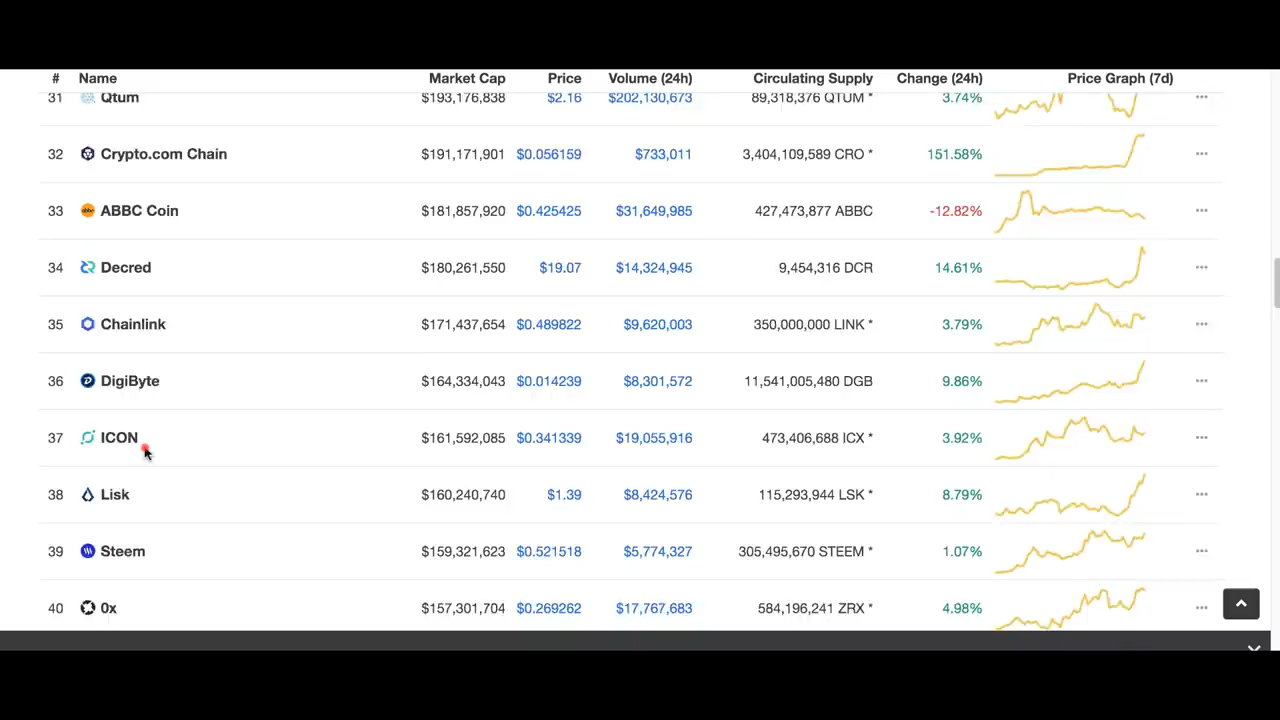 # Name Market Cap Price Volume (24h) Circulating Supply Change (24h) Price Graph (7d)
31 Qtum $193,176,838 $2.16 $202,130,673 89,318,376 QTUM * 3.74%
32 Crypto.com Chain $191,171,901 $0.056159 $733,011 3,404,109,589 CRO * 151.58%
33 ABBC Coin $181,857,920 $0.425425 $31,649,985 427,473,877 ABBC -12.82%
34 Decred $180,261,550 $19.07 $14,324,945 9,454,316 DCR 14.61%
35 Chainlink $171,437,654 $0.489822 $9,620,003 350,000,000 LINK * 3.79%
36 DigiByte $164,334,043 $0.014239 $8,301,572 11,541,005,480 DGB 9.86%
37 ICON $161,592,085 $0.341339 $19,055,916 473,406,688 ICX * 3.92%
38 Lisk $160,240,740 $1.39 $8,424,576 115,293,944 LSK * 8.79%
39 Steem $159,321,623 $0.521518 $5,774,327 305,495,670 STEEM * 1.07%
40 0x $157,301,704 $0.269262 $17,767,683 584,196,241 ZRX * 4.98%